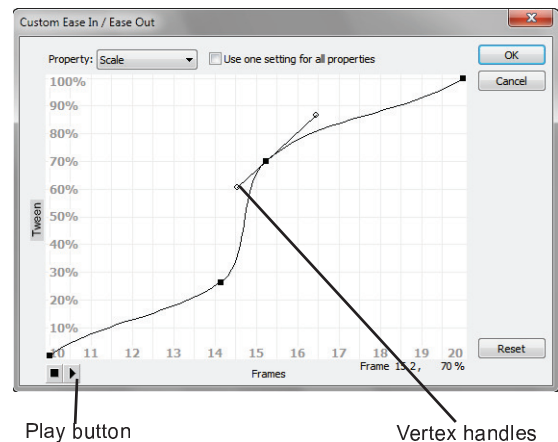 Custom Ease In / Ease Out
Property: Scale
Use one setting for all properties
OK
Cancel
100%
90%
80%
70%
60%
50%
40%
30%
20%
10%
Tween
10 11 12 13 14 15 16 17 18 19 20
Frame 15.2, 70 %
Frames
Reset
Play button
Vertex handles